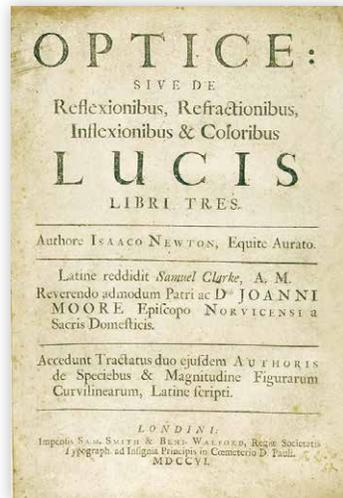 OPTICE:
SIVE DE
Reflexionibus, Refractionibus,
Inflexionibus & Coloribus
LUCIS
LIBRI TRES.
Authore ISAACO NEWTON, Equite Aurato.
Latine reddidit Samuel Clarke, A. M.
Reverendo admodum Patri ac Dno JOANNI
MOORE Episcopo NORVICENSI a
Sacris Domesticis.
Accedunt Tractatus duo ejusdem AUTHORIS
de Speciebus & Magnitudine Figurarum
Curvilinearum, Latine scripti.
LONDINI:
Impensis SAM. SMITH & BENJ. WALFORD, Regiæ Societatis
Typograph. ad Insignia Principis in Cœmeterio D. Pauli.
MDCCVI.